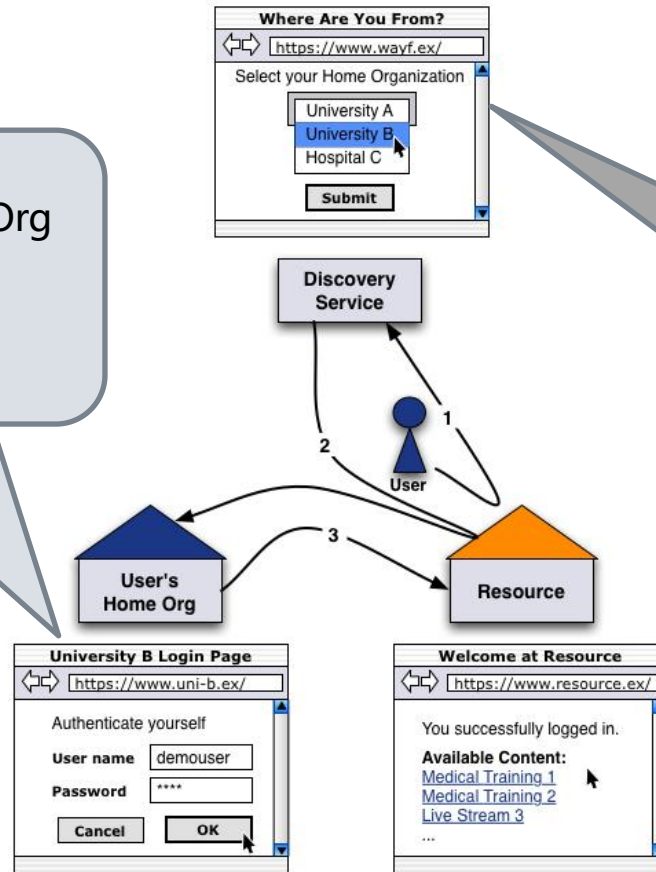 Where Are You From?
https://www.wayf.ex/
Select your Home Organization
University A
University B
Hospital C
Submit
Org
Discovery
Service
1
2
User
3
User's
Home Org
Resource
University B Login Page
https://www.uni-b.ex/
Authenticate yourself
User name demouser
Password ****
Cancel OK
Welcome at Resource
https://www.resource.ex/
You successfully logged in.
Available Content:
Medical Training 1
Medical Training 2
Live Stream 3
...